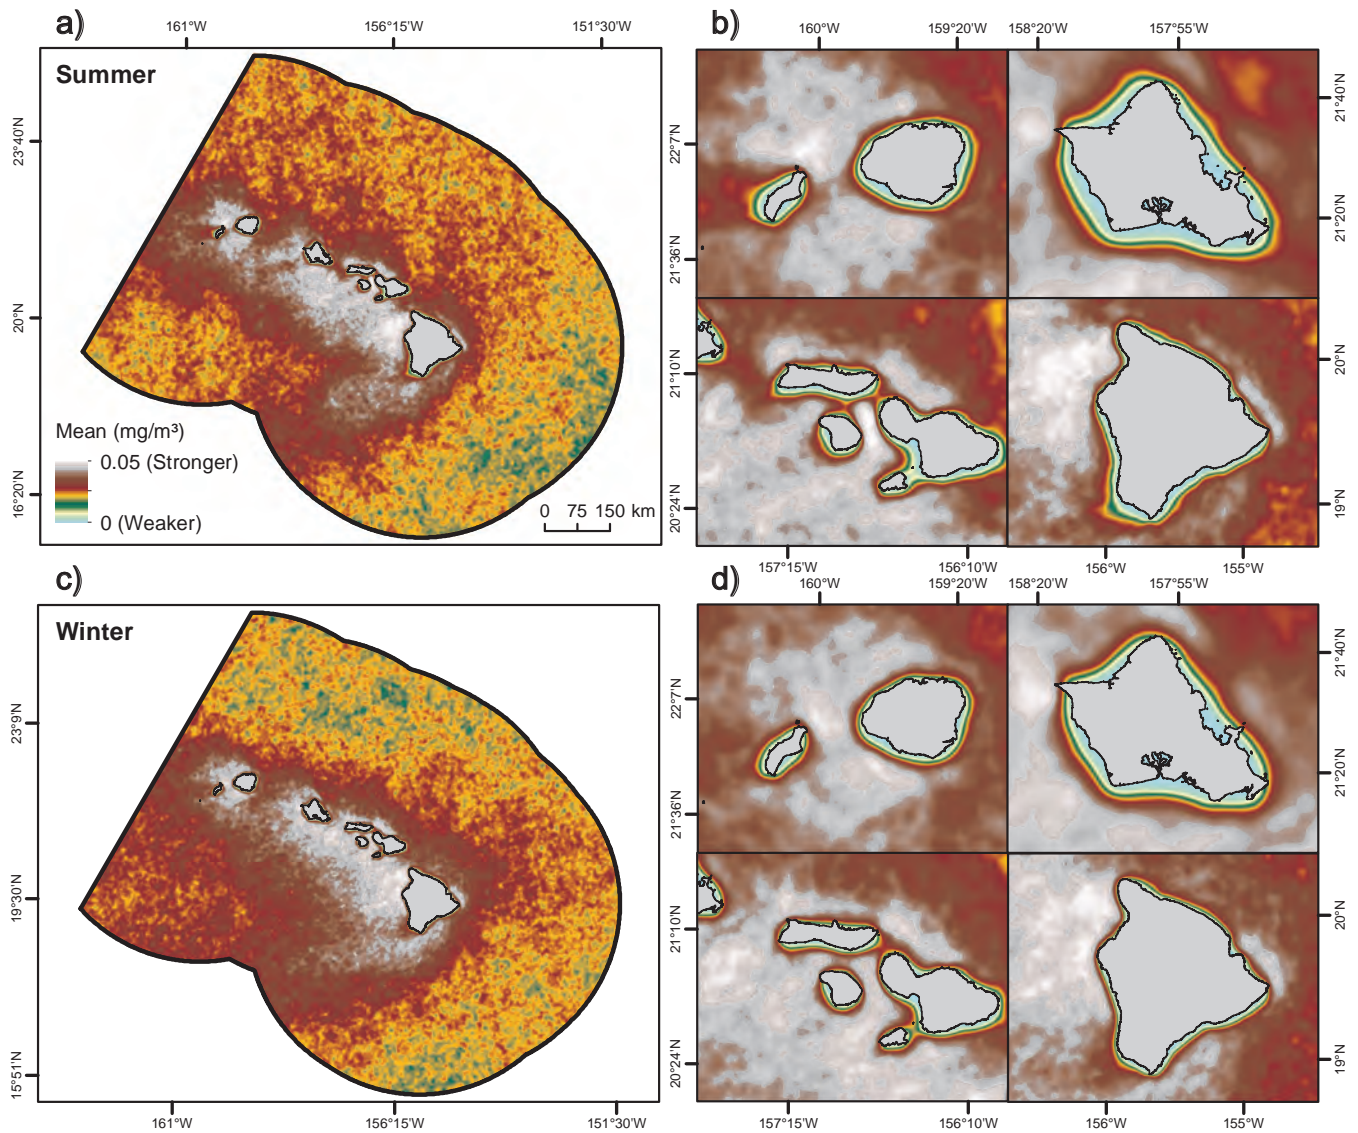 a)
161°W
156°15'W
151°30'W
Summer
23°40'N
20°N
16°20'N
Mean (mg/m³)
0.05 (Stronger)
0 (Weaker)
0 75 150 km
b)
160°W
159°20'W
158°20'W
157°55'W
22°7'N
21°36'N
21°40'N
21°20'N
21°10'N
20°24'N
20°N
19°N
157°15'W
156°10'W
156°W
155°W
c)
Winter
23°9'N
19°30'N
15°51'N
161°W
156°15'W
151°30'W
d)
160°W
159°20'W
158°20'W
157°55'W
22°7'N
21°36'N
21°40'N
21°20'N
21°10'N
20°24'N
20°N
19°N
157°15'W
156°10'W
156°W
155°W